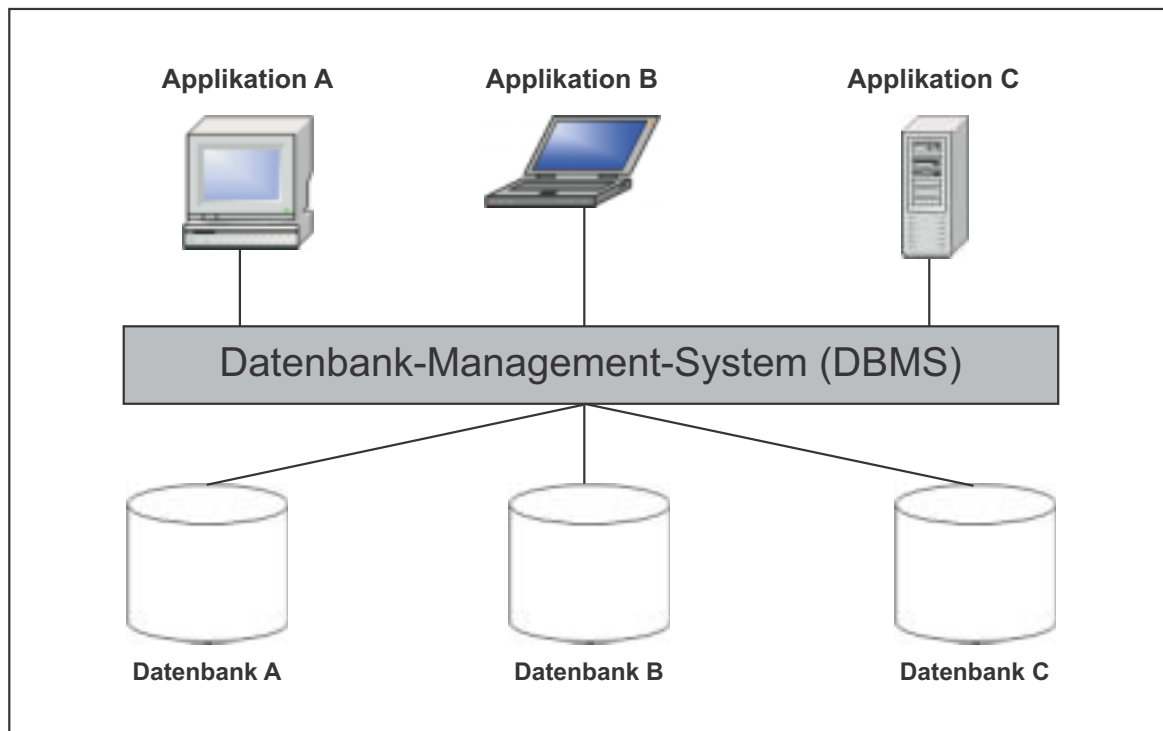 Applikation A
Applikation B
Applikation C
Datenbank-Management-System (DBMS)
Datenbank A
Datenbank B
Datenbank C